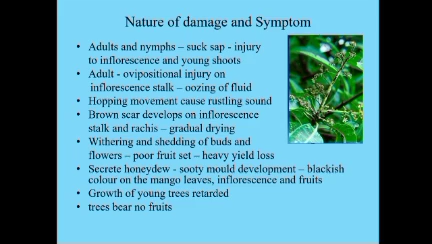 Nature of damage and Symptom
• Adults and nymphs – suck sap - injury
to inflorescence and young shoots
• Adult - ovipositional injury on
inflorescence stalk – oozing of fluid
• Hopping movement cause rustling sound
• Brown scar develops on inflorescence
stalk and rachis – gradual drying
• Withering and shedding of buds and
flowers – poor fruit set – heavy yield loss
• Secrete honeydew - sooty mould development – blackish
colour on the mango leaves, inflorescence and fruits
• Growth of young trees retarded
• trees bear no fruits